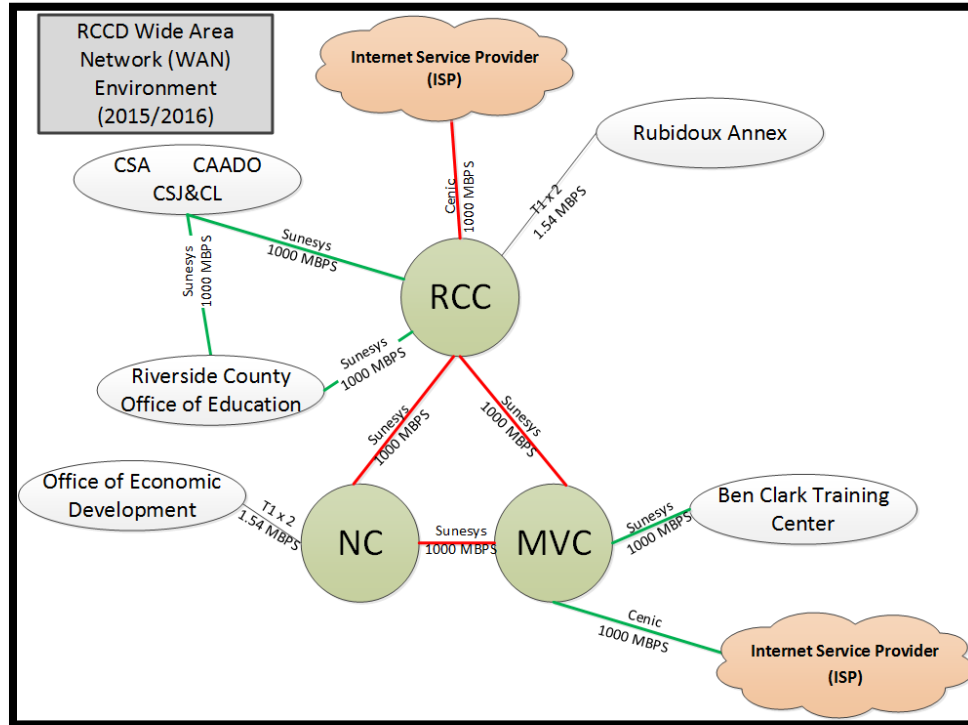 RCCD Wide Area
Network (WAN)
Environment
(2015/2016)
Internet Service Provider
(ISP)
Rubidoux Annex
CSA CAADO
CSJ&CL
Cenic
1000 MBPS
T1 x 2
1.54 MBPS
Sunesys
1000 MBPS
Sunesys
1000 MBPS
RCC
Sunesys
1000 MBPS
Riverside County
Office of Education
Sunesys
1000 MBPS
Sunesys
1000 MBPS
Office of Economic
Development
T1 x 2
1.54 MBPS
NC
Sunesys
1000 MBPS
MVC
Sunesys
1000 MBPS
Ben Clark Training
Center
Cenic
1000 MBPS
Internet Service Provider
(ISP)